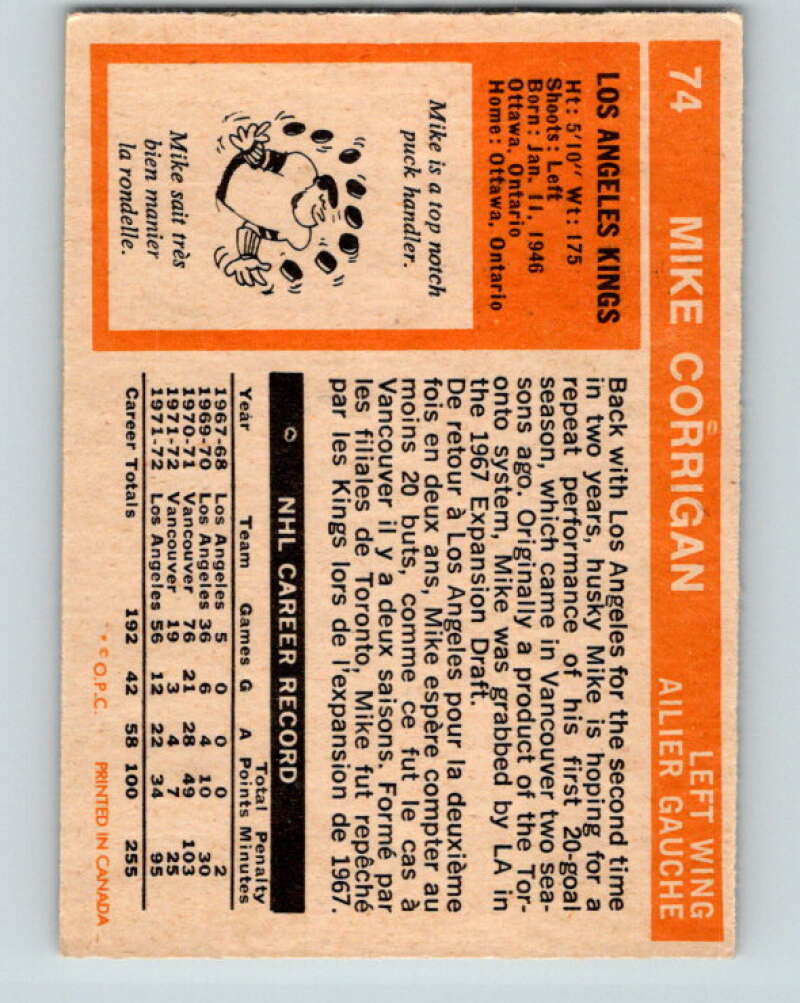 74 MIKE CORRIGAN LEFT WING
AILIER GAUCHE
LOS ANGELES KINGS
Ht: 5'10" Wt: 175
Shoots: Left
Born: Jan. 11, 1946
Ottawa, Ontario
Home: Ottawa, Ontario
Mike is a top notch
puck handler.
Mike sait très
bien manier
la rondelle.
Back with Los Angeles for the second time
in two years, husky Mike is hoping for a
repeat performance of his first 20-goal
season, which came in Vancouver two sea-
sons ago. Originally a product of the Tor-
onto system, Mike was grabbed by LA in
the 1967 Expansion Draft.
De retour à Los Angeles pour la deuxième
fois en deux ans, Mike espère compter au
moins 20 buts, comme ce fut le cas à
Vancouver il y a deux saisons. Formé par
les filiales de Toronto, Mike fut repêché
par les Kings lors de l'expansion de 1967.
NHL CAREER RECORD
Total Penalty
Year Team Games G A Points Minutes
1967-68 Los Angeles 5 0 0 0 2
1969-70 Los Angeles 36 6 4 10 30
1970-71 Vancouver 76 21 28 49 103
1971-72 Vancouver 19 3 4 7 25
1971-72 Los Angeles 56 12 22 34 95
Career Totals 192 42 58 100 255
* © O.P.C. PRINTED IN CANADA